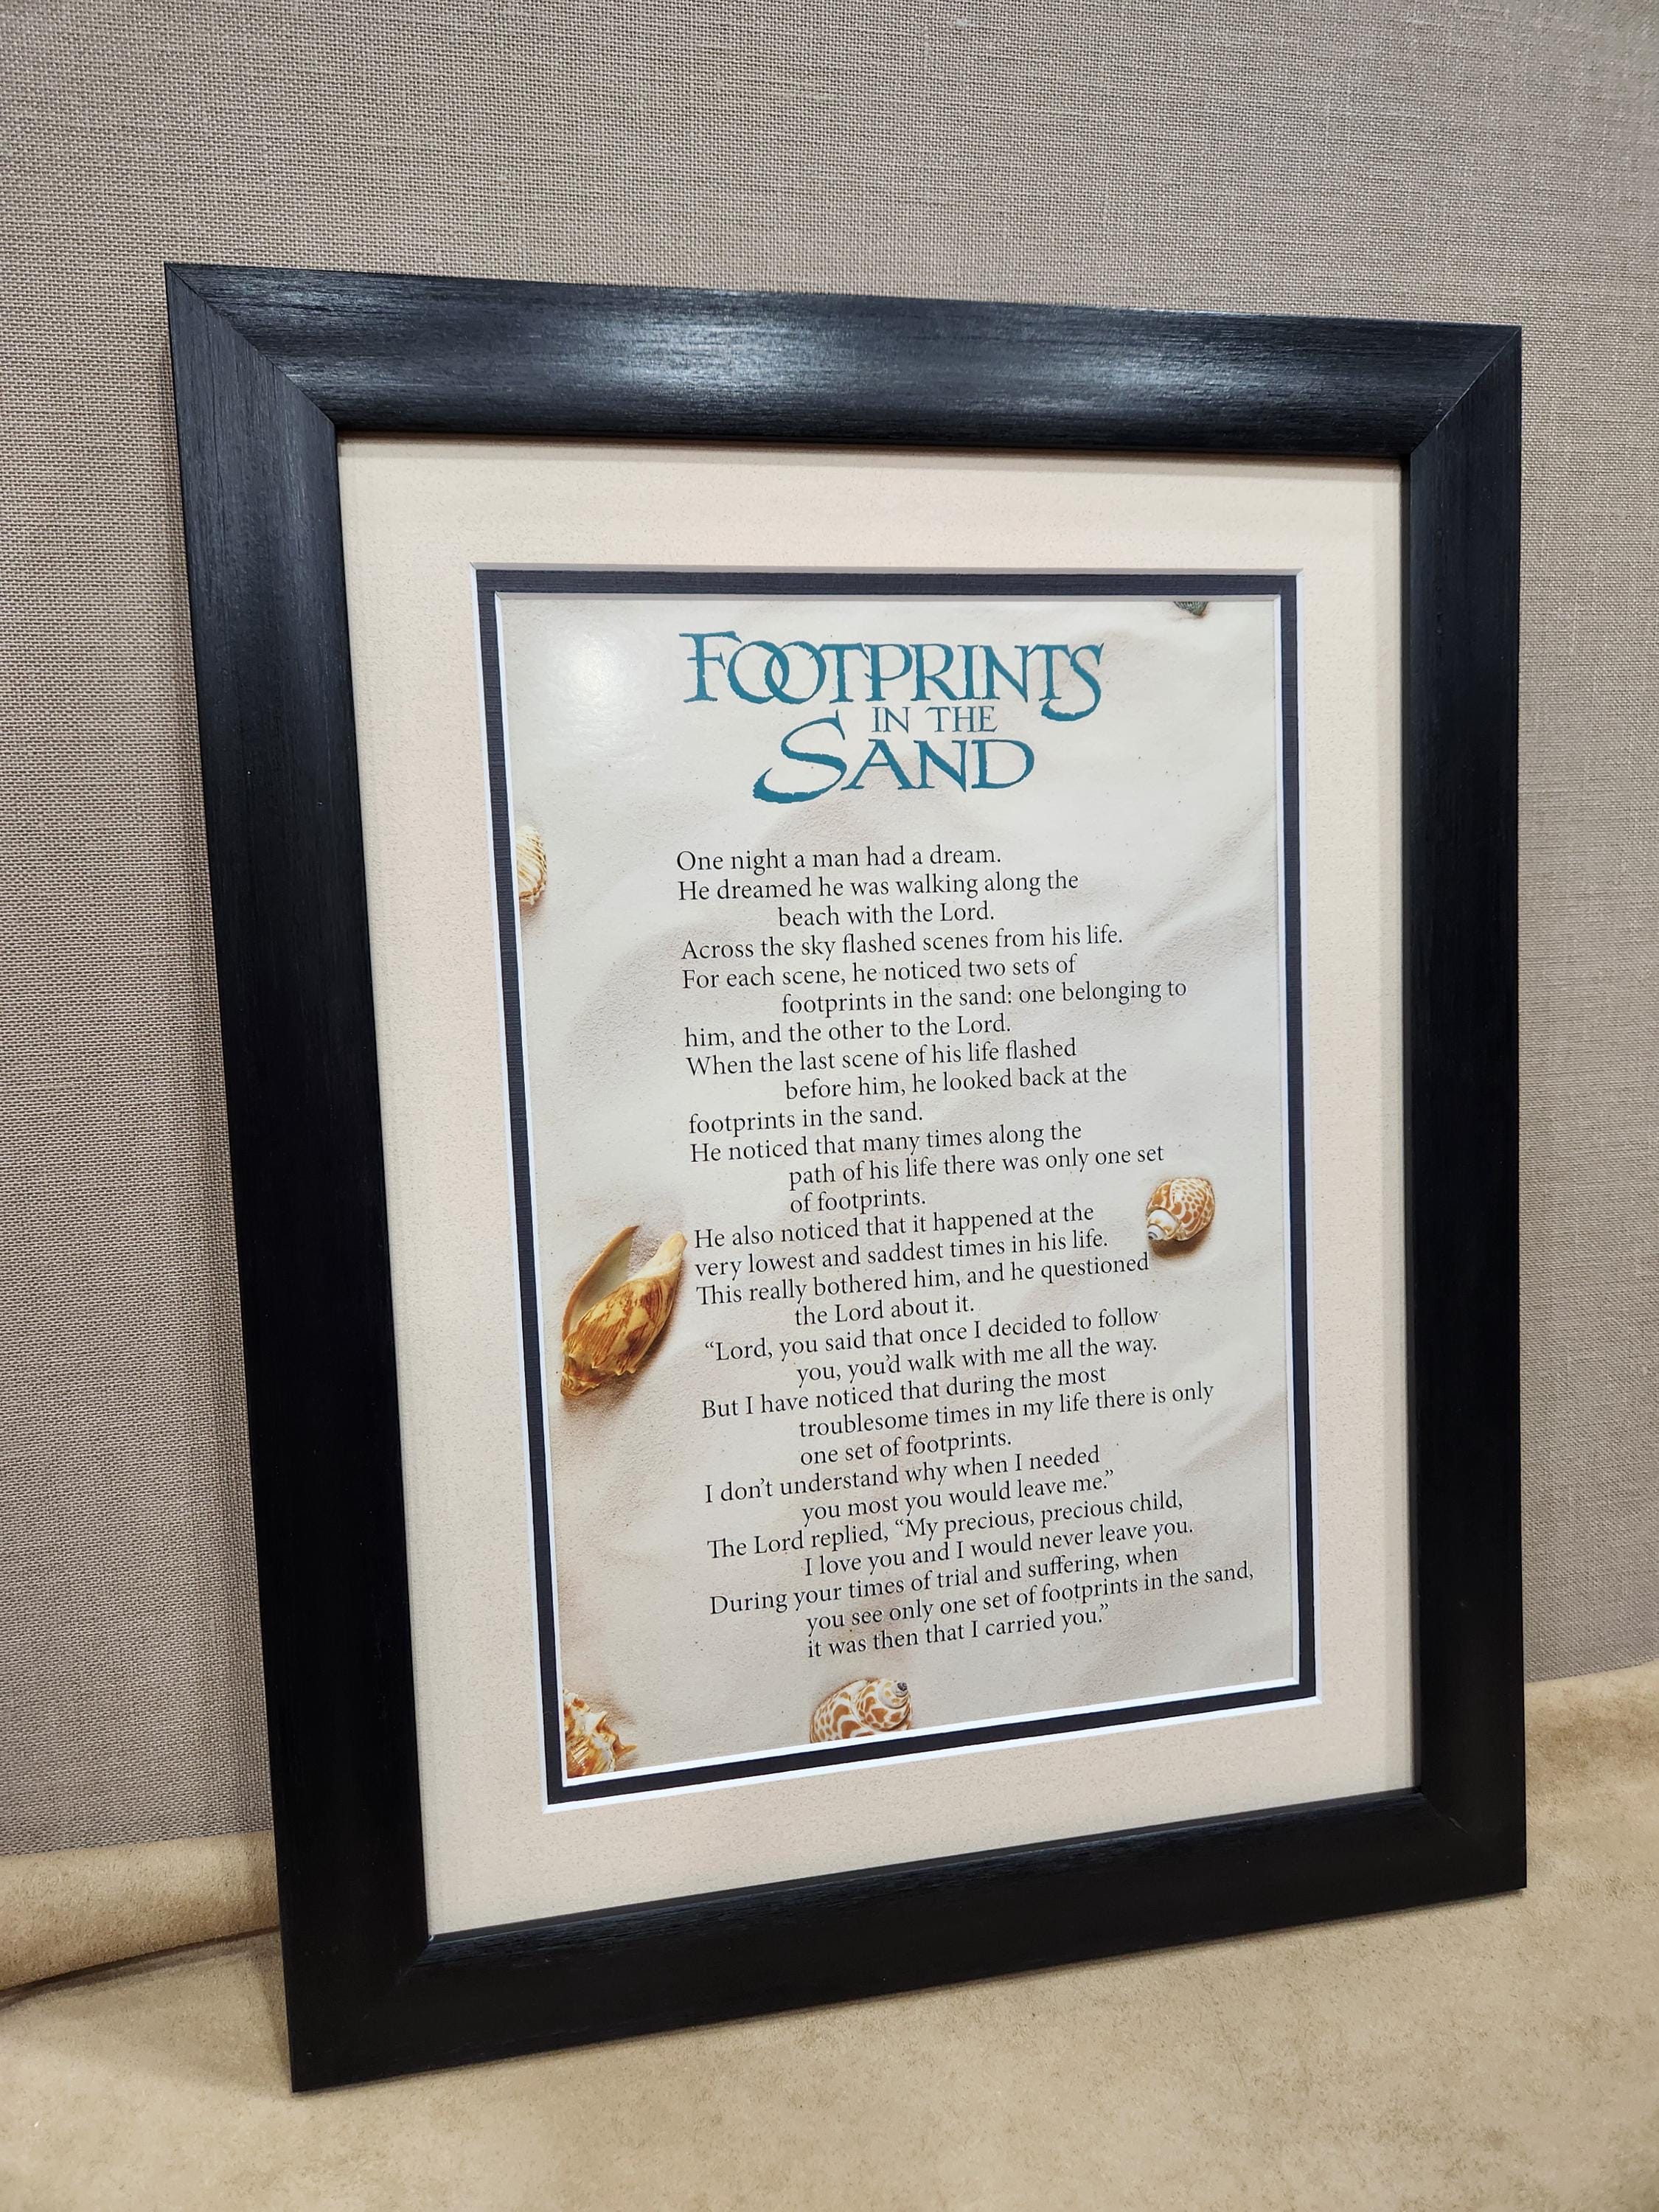 FOOTPRINTS
IN THE
SAND
One night a man had a dream.
He dreamed he was walking along the
beach with the Lord.
Across the sky flashed scenes from his life.
For each scene, he noticed two sets of
footprints in the sand: one belonging to
him, and the other to the Lord.
When the last scene of his life flashed
before him, he looked back at the
footprints in the sand.
He noticed that many times along the
path of his life there was only one set
of footprints.
He also noticed that it happened at the
very lowest and saddest times in his life.
This really bothered him, and he questioned
the Lord about it.
“Lord, you said that once I decided to follow
you, you’d walk with me all the way.
But I have noticed that during the most
troublesome times in my life there is only
one set of footprints.
I don’t understand why when I needed
you most you would leave me.”
The Lord replied, “My precious, precious child,
I love you and I would never leave you.
During your times of trial and suffering, when
you see only one set of footprints in the sand,
it was then that I carried you.”